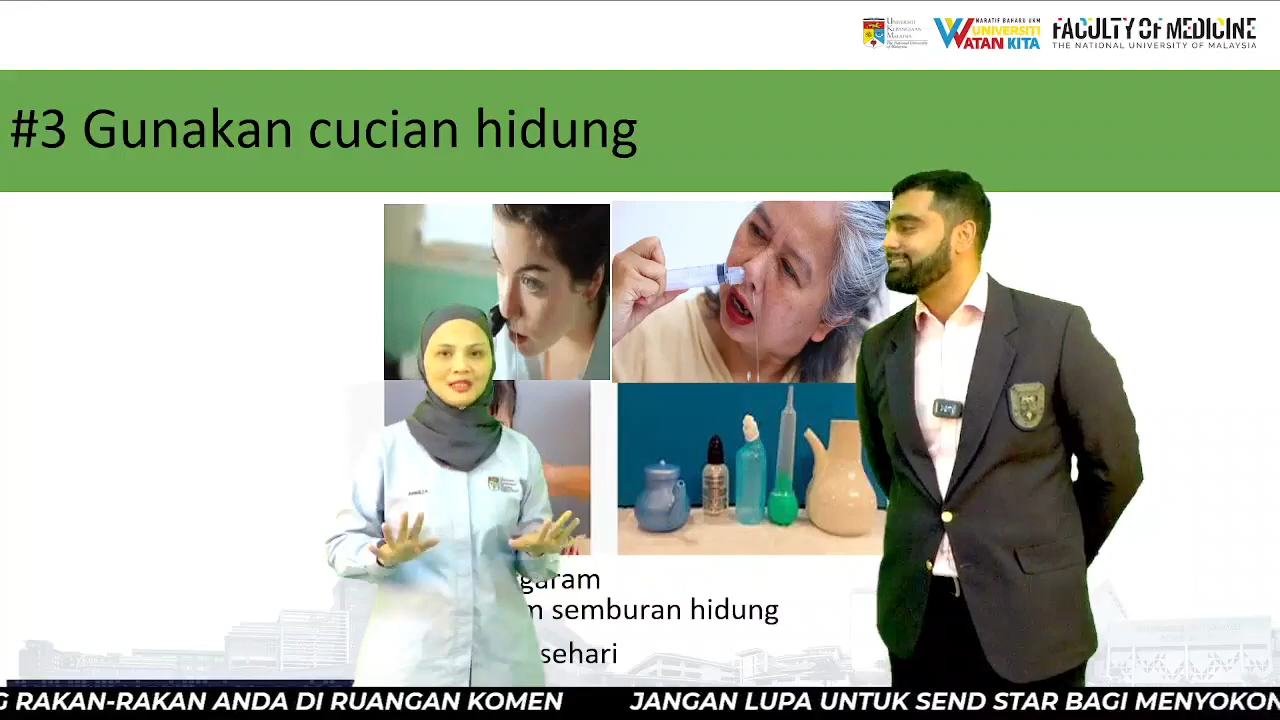 UNIVERSITI
KEBANGSAAN
MALAYSIA
The National University
of Malaysia
NARATIF BAHARU UKM
UNIVERSITI
WATAN KITA
FACULTY OF MEDICINE
THE NATIONAL UNIVERSITY OF MALAYSIA
#3 Gunakan cucian hidung
garam
semburan hidung
sehari
RAKAN-RAKAN ANDA DI RUANGAN KOMEN JANGAN LUPA UNTUK SEND STAR BAGI MENYOKON